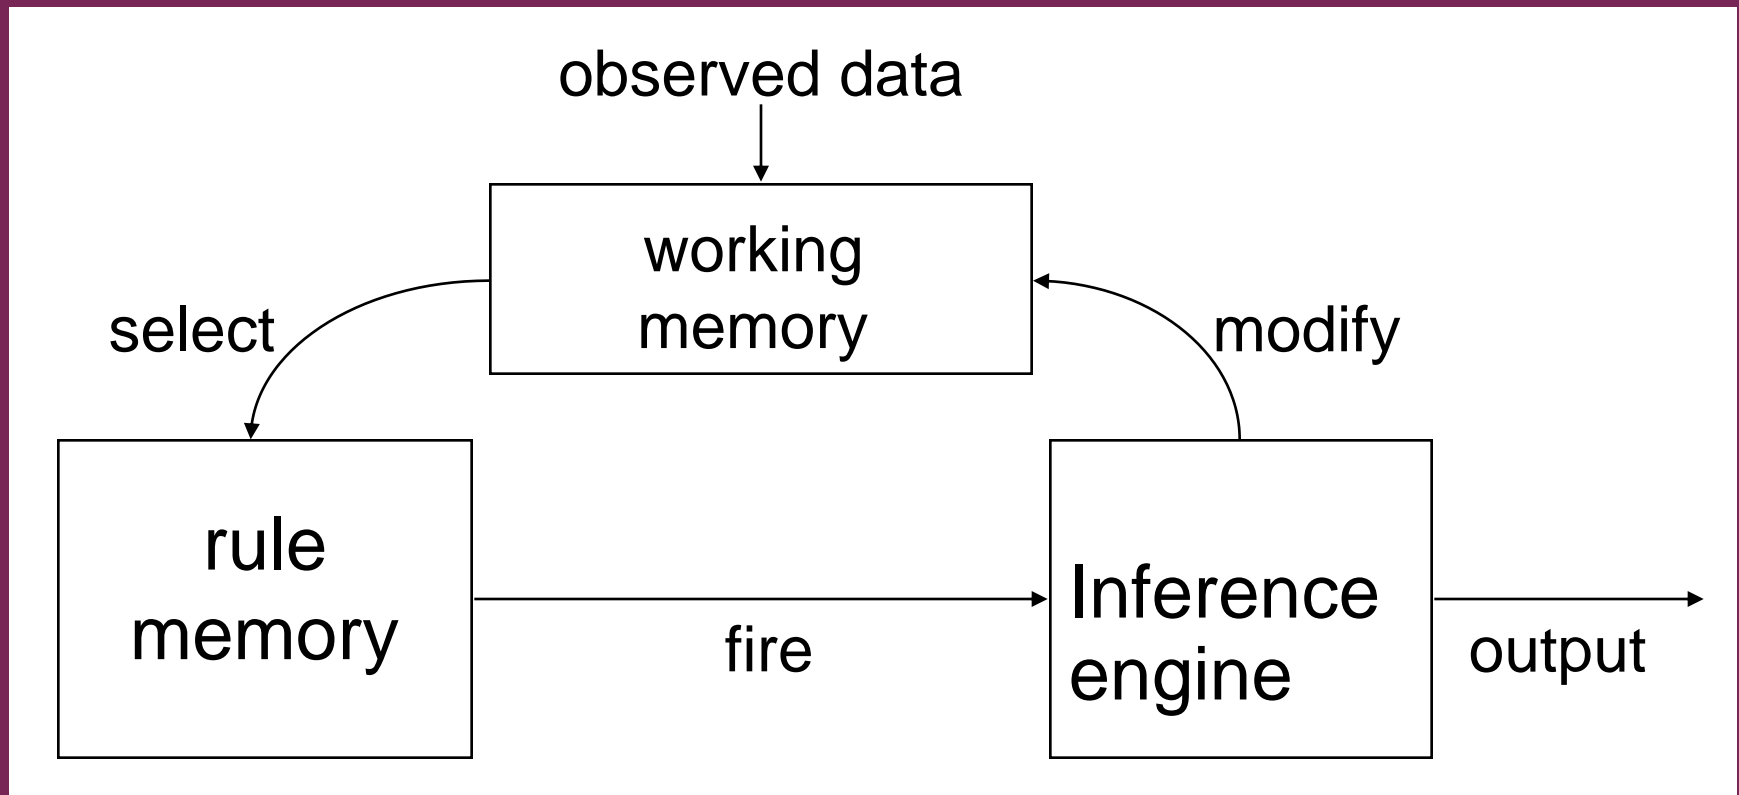 observed data
working
memory
select
modify
rule
memory
fire
Inference
engine
output